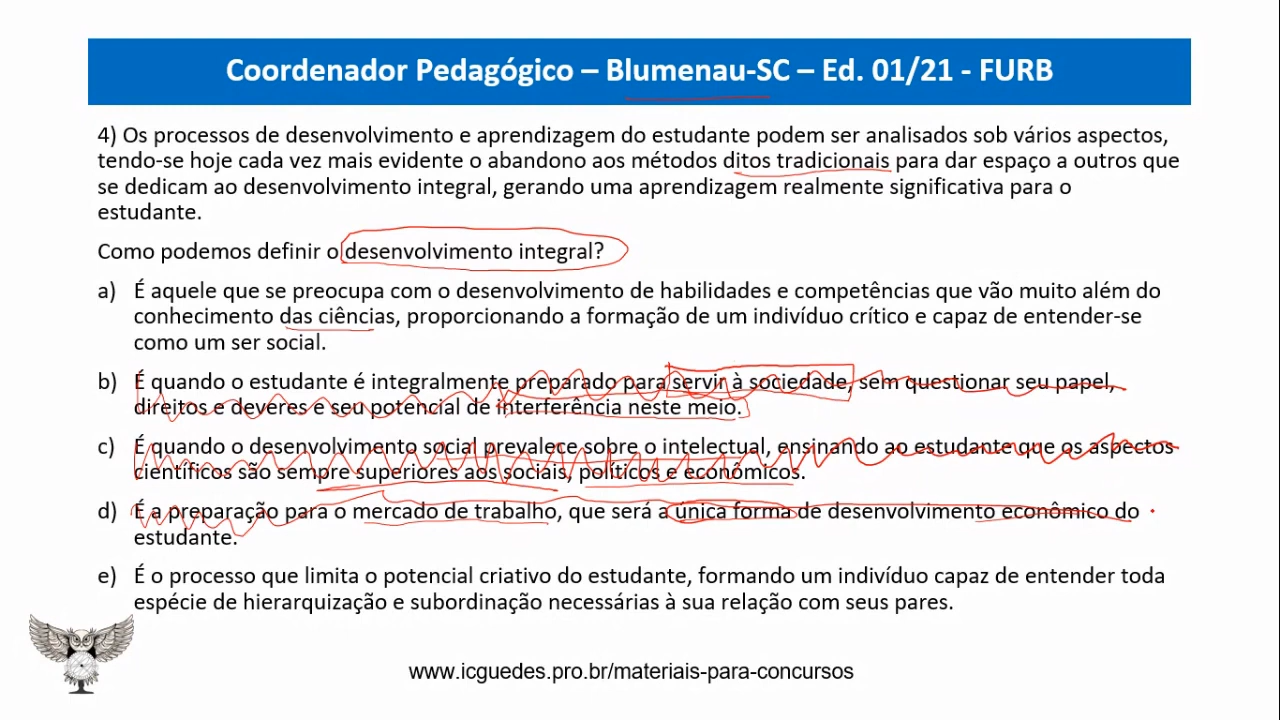 Coordenador Pedagógico – Blumenau-SC – Ed. 01/21 - FURB
4) Os processos de desenvolvimento e aprendizagem do estudante podem ser analisados sob vários aspectos,
tendo-se hoje cada vez mais evidente o abandono aos métodos ditos tradicionais para dar espaço a outros que
se dedicam ao desenvolvimento integral, gerando uma aprendizagem realmente significativa para o
estudante.
Como podemos definir o desenvolvimento integral?
a) É aquele que se preocupa com o desenvolvimento de habilidades e competências que vão muito além do
conhecimento das ciências, proporcionando a formação de um indivíduo crítico e capaz de entender-se
como um ser social.
b) É quando o estudante é integralmente preparado para servir à sociedade, sem questionar seu papel,
direitos e deveres e seu potencial de interferência neste meio.
c) É quando o desenvolvimento social prevalece sobre o intelectual, ensinando ao estudante que os aspectos
científicos são sempre superiores aos sociais, políticos e econômicos.
d) É a preparação para o mercado de trabalho, que será a única forma de desenvolvimento econômico do
estudante.
e) É o processo que limita o potencial criativo do estudante, formando um indivíduo capaz de entender toda
espécie de hierarquização e subordinação necessárias à sua relação com seus pares.
www.icguedes.pro.br/materiais-para-concursos